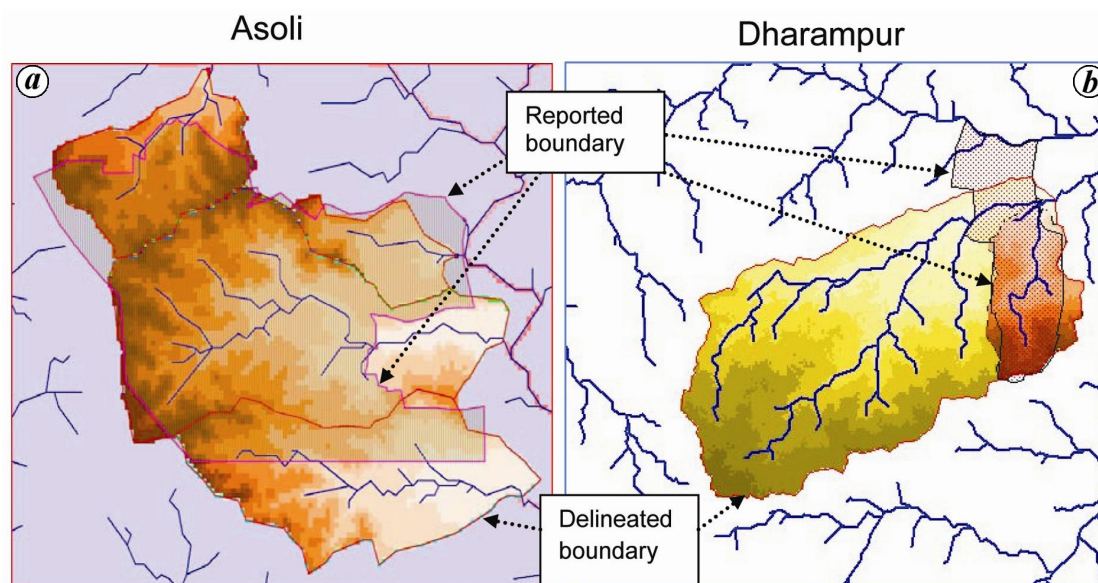 Asoli
Dharampur
a
b
Reported
boundary
Delineated
boundary